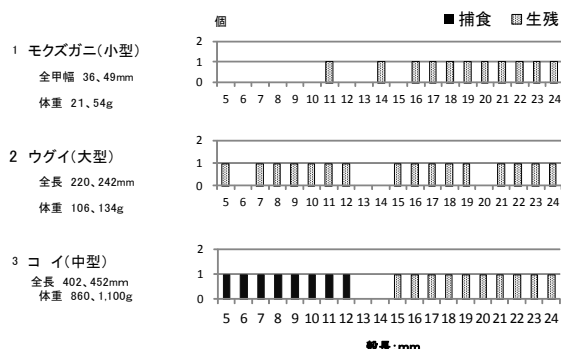 個
■捕食 生残
1 モクズガニ(小型)
全甲幅 36、49mm
体重 21、54g
2
1
0
5 6 7 8 9 10 11 12 13 14 15 16 17 18 19 20 21 22 23 24
2 ウグイ(大型)
全長 220、242mm
体重 106、134g
2
1
0
5 6 7 8 9 10 11 12 13 14 15 16 17 18 19 20 21 22 23 24
3 コ イ(中型)
全長 402、452mm
体重 860、1,100g
2
1
0
5 6 7 8 9 10 11 12 13 14 15 16 17 18 19 20 21 22 23 24
殻長:mm